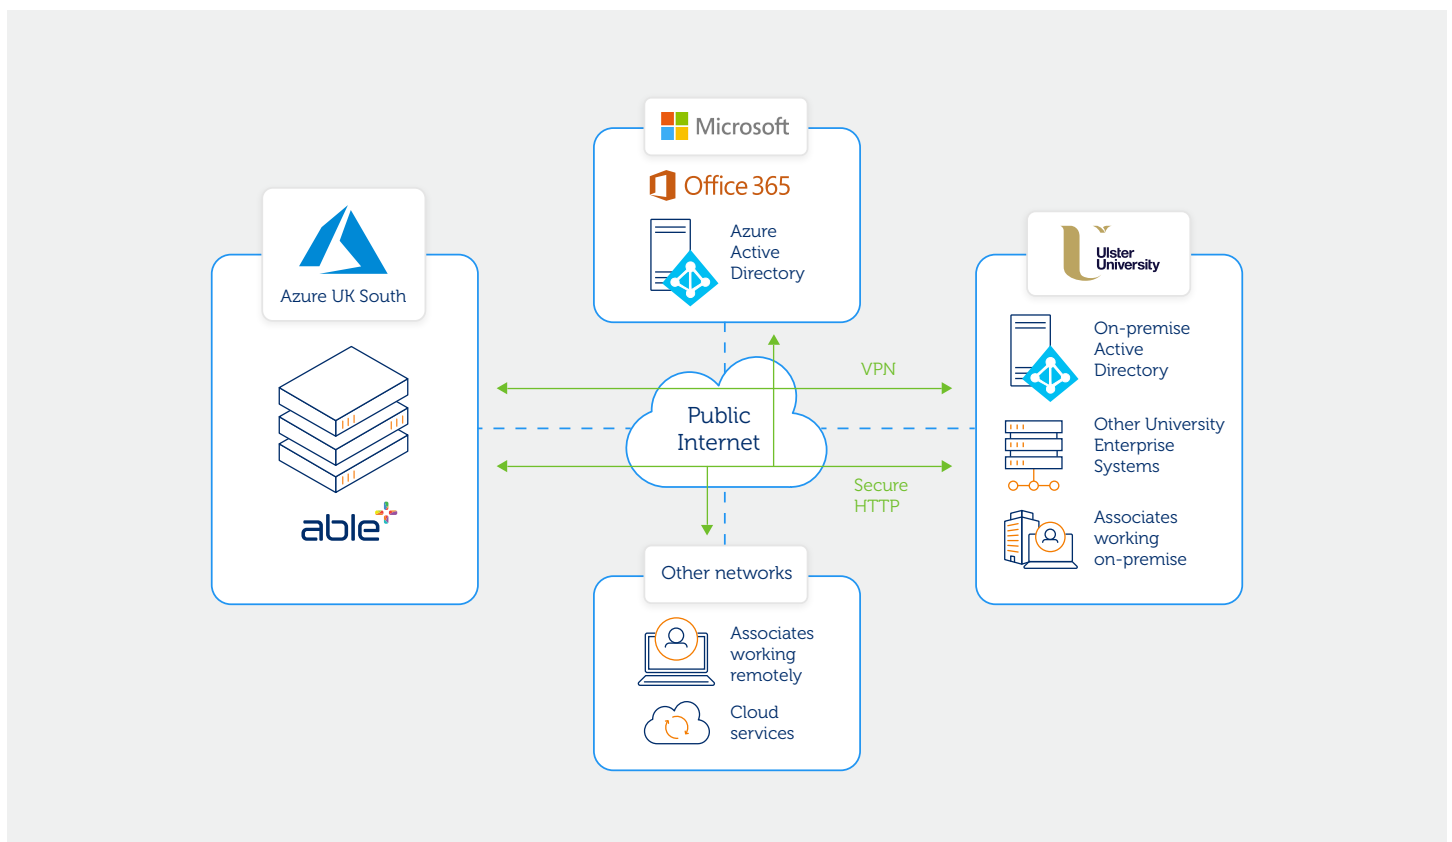 Microsoft
Office 365
Azure
Active
Directory
Azure UK South
able
Ulster
University
On-premise
Active
Directory
Other University
Enterprise
Systems
Associates
working
on-premise
VPN
Public
Internet
Secure
HTTP
Other networks
Associates
working
remotely
Cloud
services